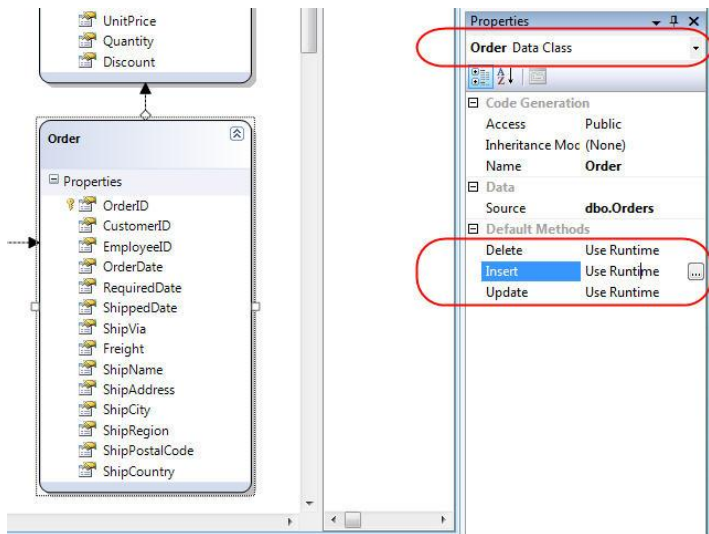 UnitPrice
Quantity
Discount
Order
Properties
OrderID
CustomerID
EmployeeID
OrderDate
RequiredDate
ShippedDate
ShipVia
Freight
ShipName
ShipAddress
ShipCity
ShipRegion
ShipPostalCode
ShipCountry
Properties
Order Data Class
Code Generation
Access Public
Inheritance Moc (None)
Name Order
Data
Source dbo.Orders
Default Methods
Delete Use Runtime
Insert Use Runtime ...
Update Use Runtime